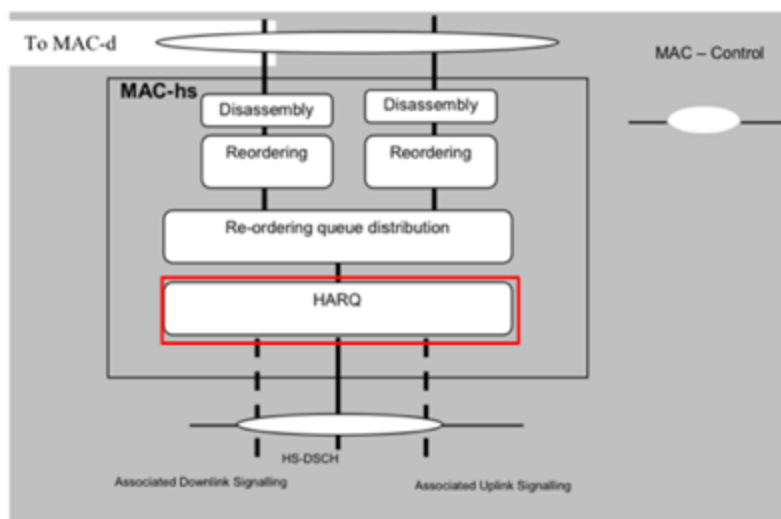 To MAC-d
MAC – Control
MAC-hs
Disassembly
Disassembly
Reordering
Reordering
Re-ordering queue distribution
HARQ
HS-DSCH
Associated Downlink Signalling
Associated Uplink Signalling